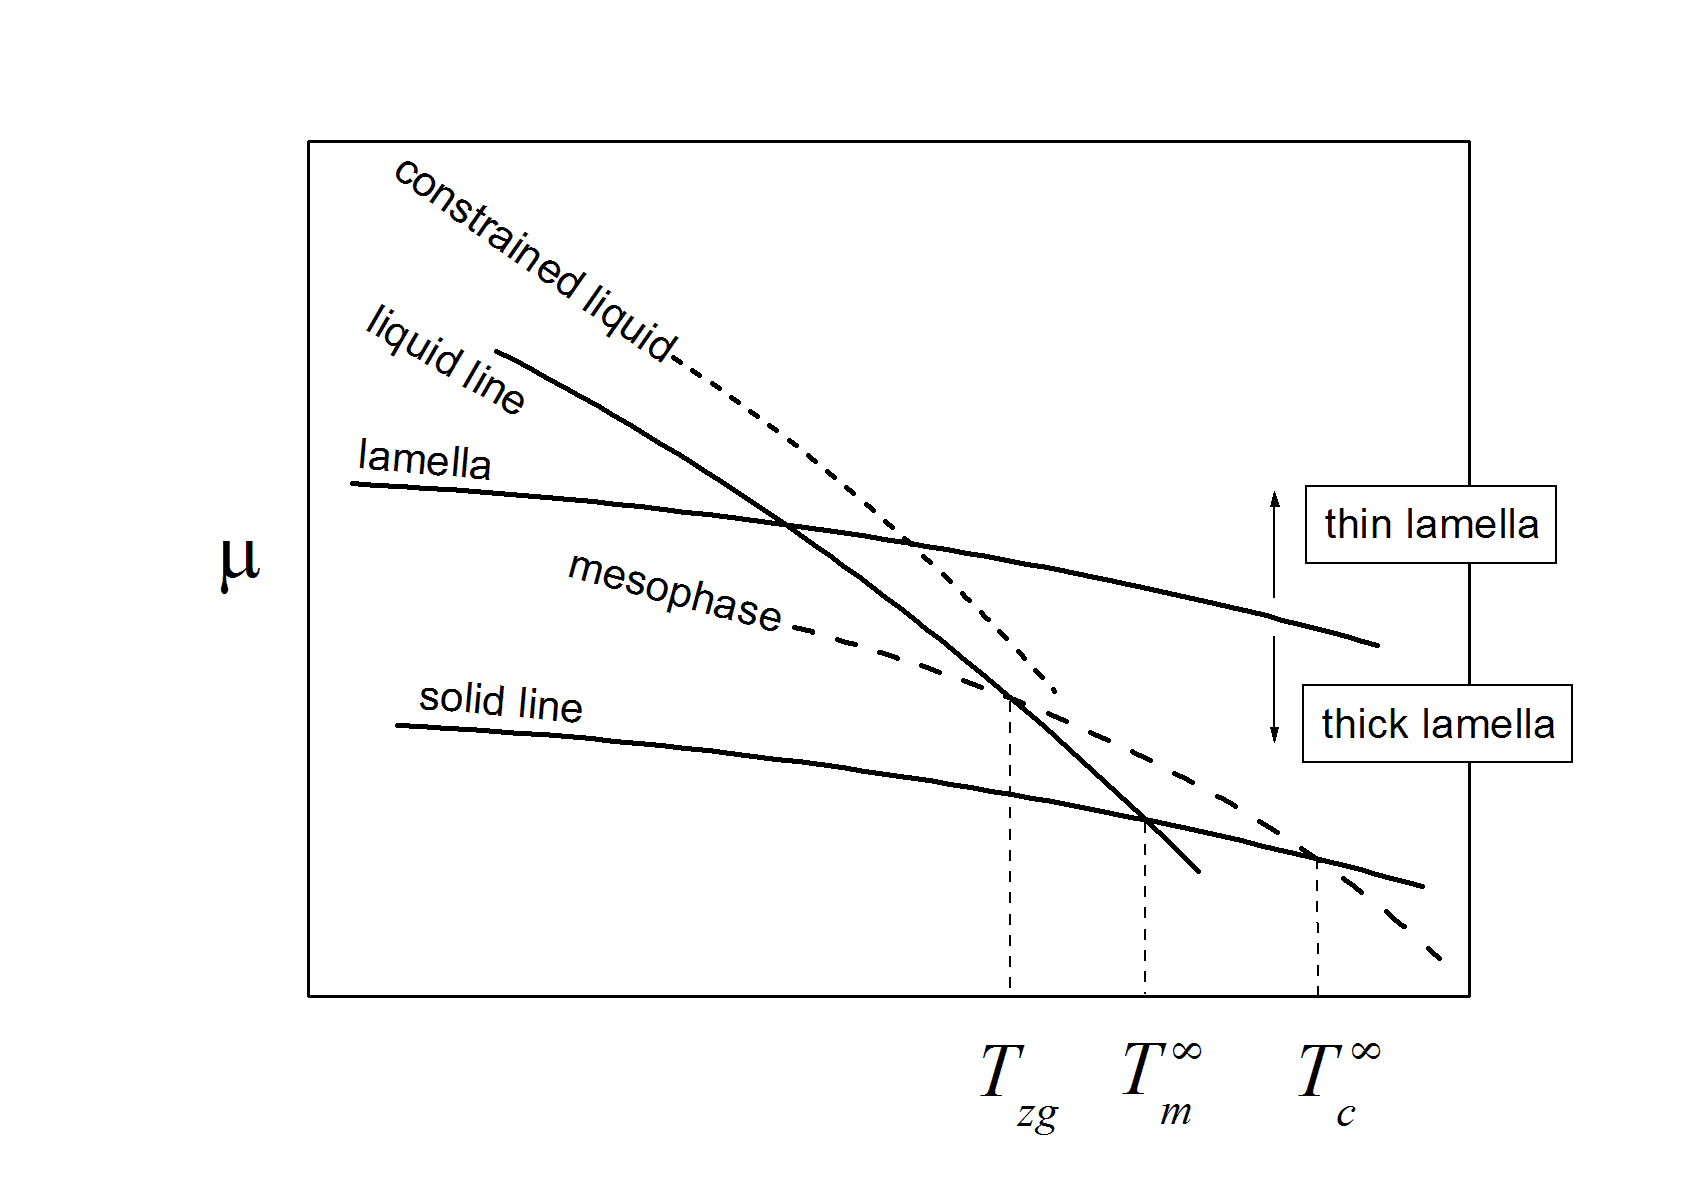 constrained liquid
liquid line
lamella
thin lamella
μ
mesophase
solid line
thick lamella
T_zg
T_m^∞
T_c^∞